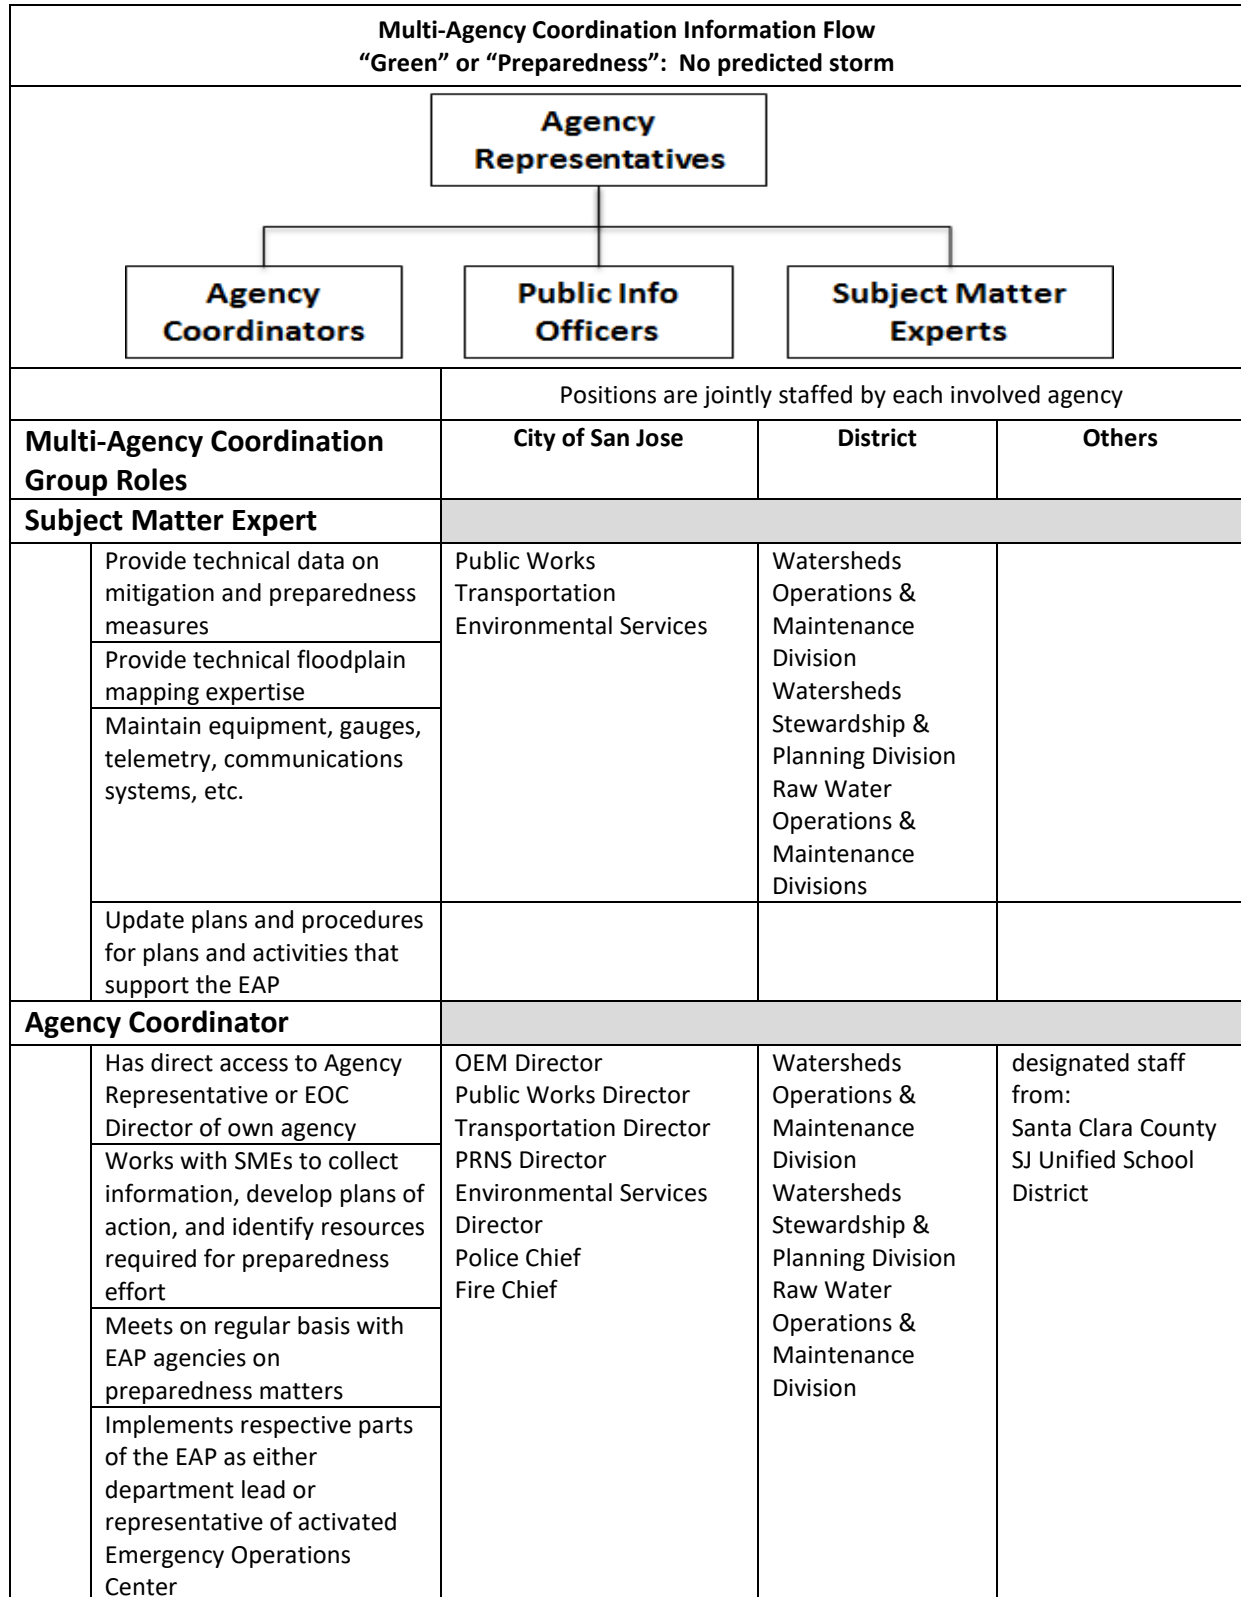 Multi-Agency Coordination Information Flow
“Green” or “Preparedness”: No predicted storm
Agency
Representatives
Agency
Coordinators
Public Info
Officers
Subject Matter
Experts
Positions are jointly staffed by each involved agency
Multi-Agency Coordination
Group Roles
City of San Jose
District
Others
Subject Matter Expert
Provide technical data on
mitigation and preparedness
measures
Provide technical floodplain
mapping expertise
Maintain equipment, gauges,
telemetry, communications
systems, etc.
Public Works
Transportation
Environmental Services
Watersheds
Operations &
Maintenance
Division
Watersheds
Stewardship &
Planning Division
Raw Water
Operations &
Maintenance
Divisions
Update plans and procedures
for plans and activities that
support the EAP
Agency Coordinator
Has direct access to Agency
Representative or EOC
Director of own agency
Works with SMEs to collect
information, develop plans of
action, and identify resources
required for preparedness
effort
Meets on regular basis with
EAP agencies on
preparedness matters
Implements respective parts
of the EAP as either
department lead or
representative of activated
Emergency Operations
Center
OEM Director
Public Works Director
Transportation Director
PRNS Director
Environmental Services
Director
Police Chief
Fire Chief
Watersheds
Operations &
Maintenance
Division
Watersheds
Stewardship &
Planning Division
Raw Water
Operations &
Maintenance
Division
designated staff
from:
Santa Clara County
SJ Unified School
District